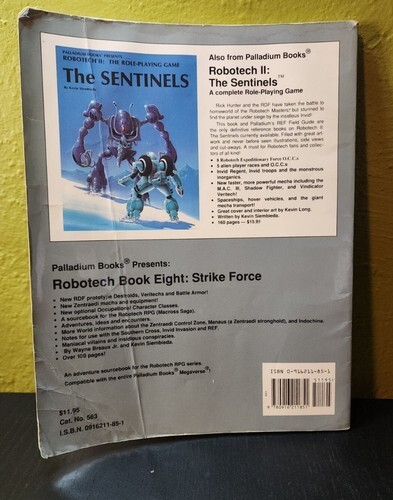 PALLADIUM BOOKS PRESENTS:
ROBOTECH II: THE ROLE-PLAYING GAME
The SENTINELS
By Kevin Siembieda
Also from Palladium Books®
Robotech II:
The Sentinels™
A complete Role-Playing Game
Rick Hunter and the REF have taken the battle to
homeworld of the Robotech Masters, but stunned to
find the planet under siege by the insidious Invid!
This book and Palladium's REF Field Guide are
the only definitive reference books on Robotech II:
The Sentinels currently available. Filled with great art-
work and never before seen illustrations, side views
and cut-aways. A must for Robotech fans and collec-
tors of all kind!
• 8 Robotech Expeditionary Force O.C.C.s
• 5 alien player races and O.C.C.s
• Invid Regent, Invid troops and the monstrous
inorganics.
• New faster, more powerful mecha including the
M.A.C. III, Shadow Fighter, and Vindicator
Veritech!
• Spaceships, hover vehicles, and the giant
mecha transport!
• Great cover and interior art by Kevin Long.
• Written by Kevin Siembieda.
• 160 pages — $15.95
Palladium Books® Presents:
Robotech Book Eight: Strike Force
• New RDF prototype Destroids, Veritechs and Battle Armor!
• New Zentraedi mecha and equipment!
• New optional Occupational Character Classes.
• A sourcebook for the Robotech RPG (Macross Saga).
• Adventures, ideas and encounters.
• More World information about the Zentraedi Control Zone, Manaus (a Zentraedi stronghold), and Indochina.
• Notes for use with the Southern Cross, Invid Invasion and REF.
• Maniacal villains and insidious conspiracies.
• By Wayne Breaux Jr. and Kevin Siembieda.
• Over 100 pages!
An adventure sourcebook for the Robotech RPG series.
Compatible with the entire Palladium Books® Megaverse®!
$11.95
Cat. No. 563
I.S.B.N. 0916211-85-1
ISBN 0-916211-85-1
9 780916 211851